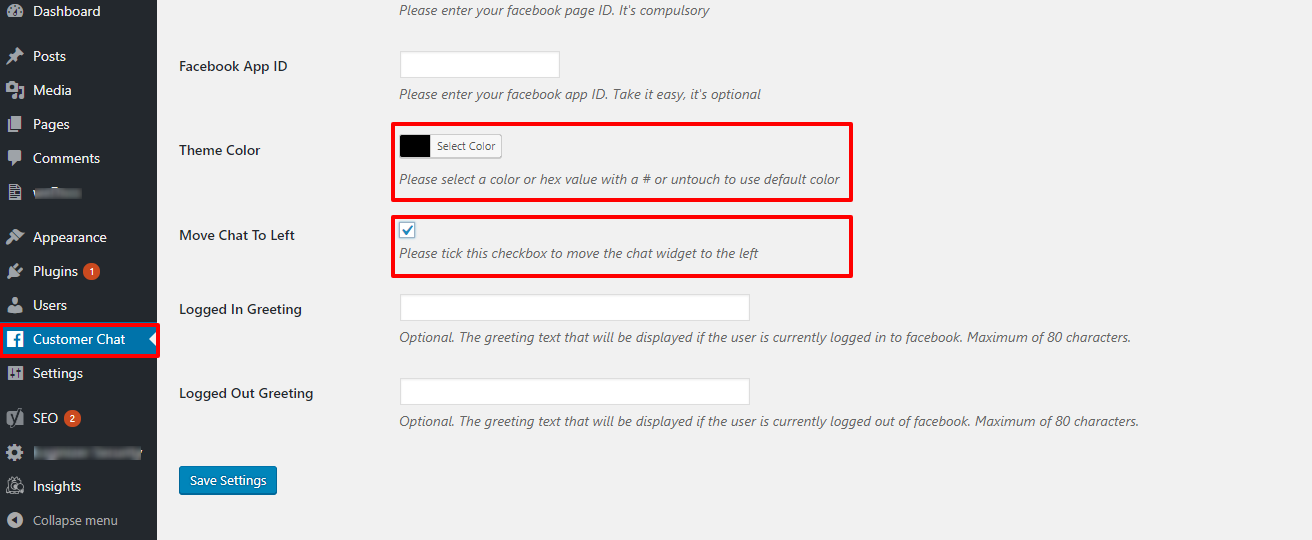 Dashboard
Posts
Media
Pages
Comments
Appearance
Plugins 1
Users
Customer Chat
Settings
SEO 2
Insights
Collapse menu
Please enter your facebook page ID. It's compulsory
Facebook App ID
Please enter your facebook app ID. Take it easy, it's optional
Theme Color
Select Color
Please select a color or hex value with a # or untouch to use default color
Move Chat To Left
Please tick this checkbox to move the chat widget to the left
Logged In Greeting
Optional. The greeting text that will be displayed if the user is currently logged in to facebook. Maximum of 80 characters.
Logged Out Greeting
Optional. The greeting text that will be displayed if the user is currently logged out of facebook. Maximum of 80 characters.
Save Settings